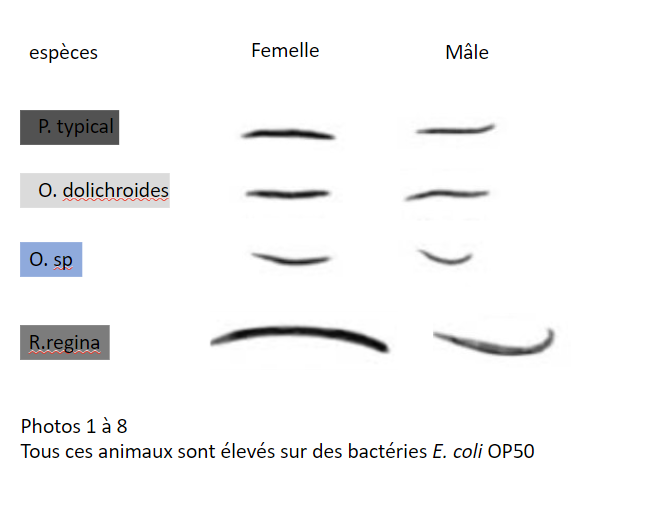 espèces Femelle Mâle
P. typical
O. dolichroides
O. sp
R.regina
Photos 1 à 8
Tous ces animaux sont élevés sur des bactéries E. coli OP50